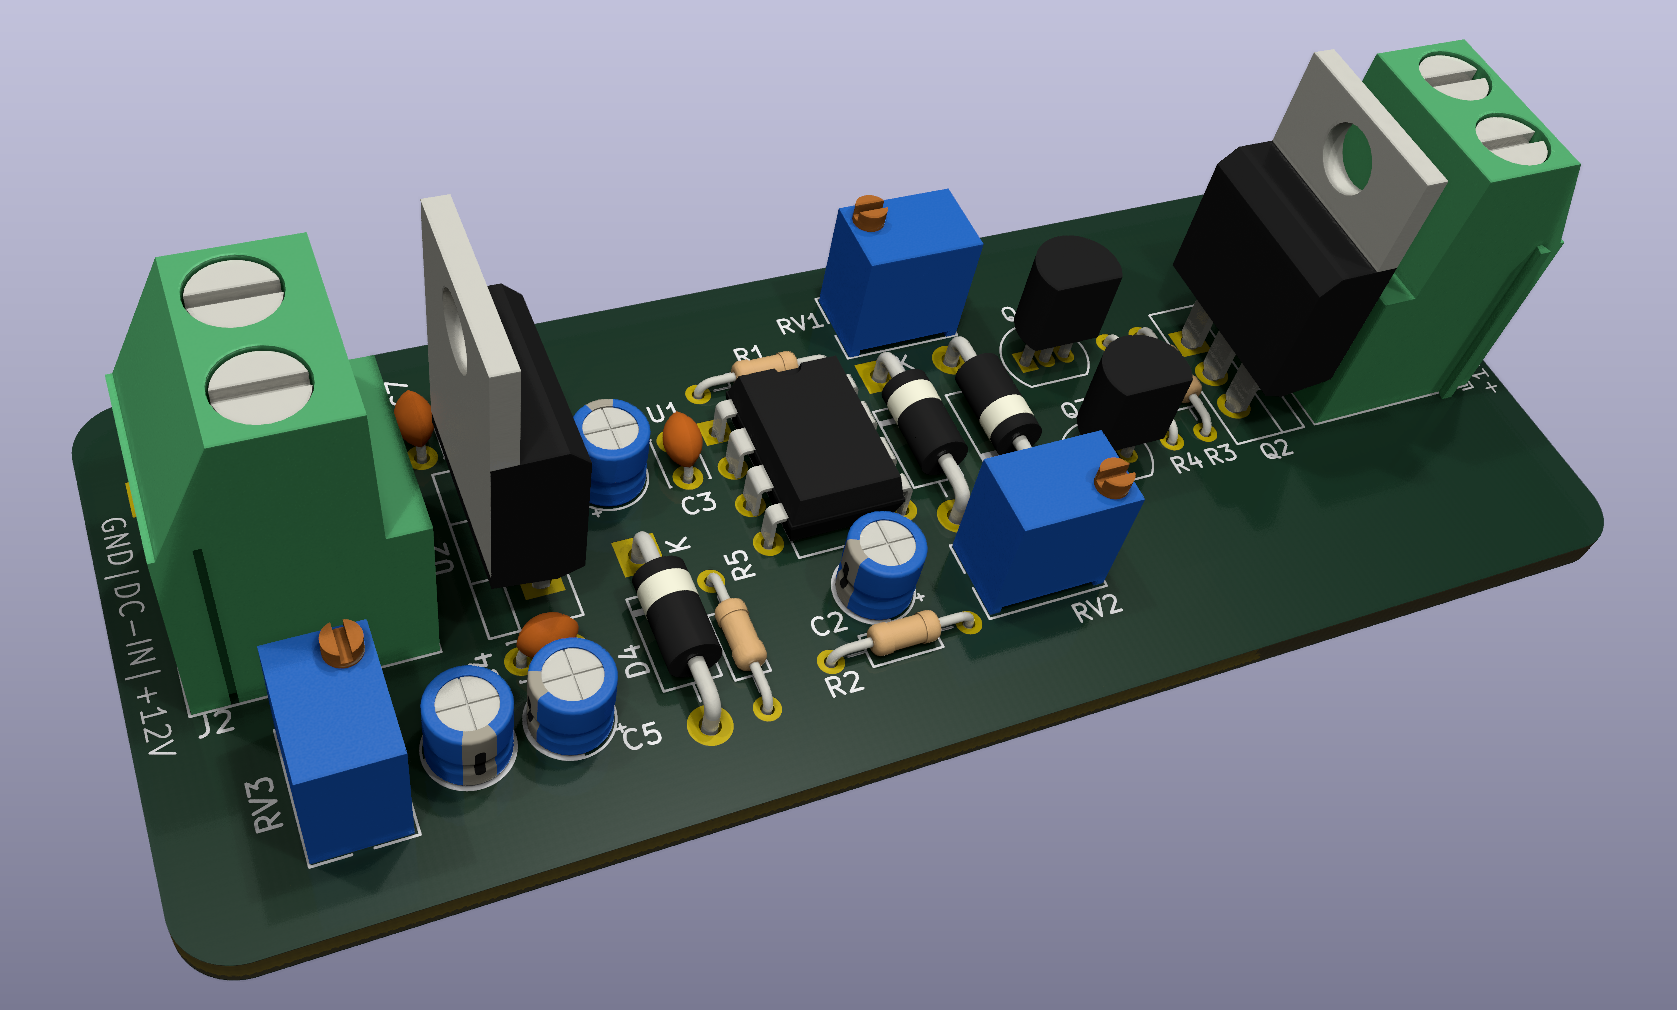 RV1
R1
U1
K
K
C3
R5
GND|DC-IN|+12V
J2
RV3
C5
D4
C2
R2
RV2
R4
R3
Q2
U2